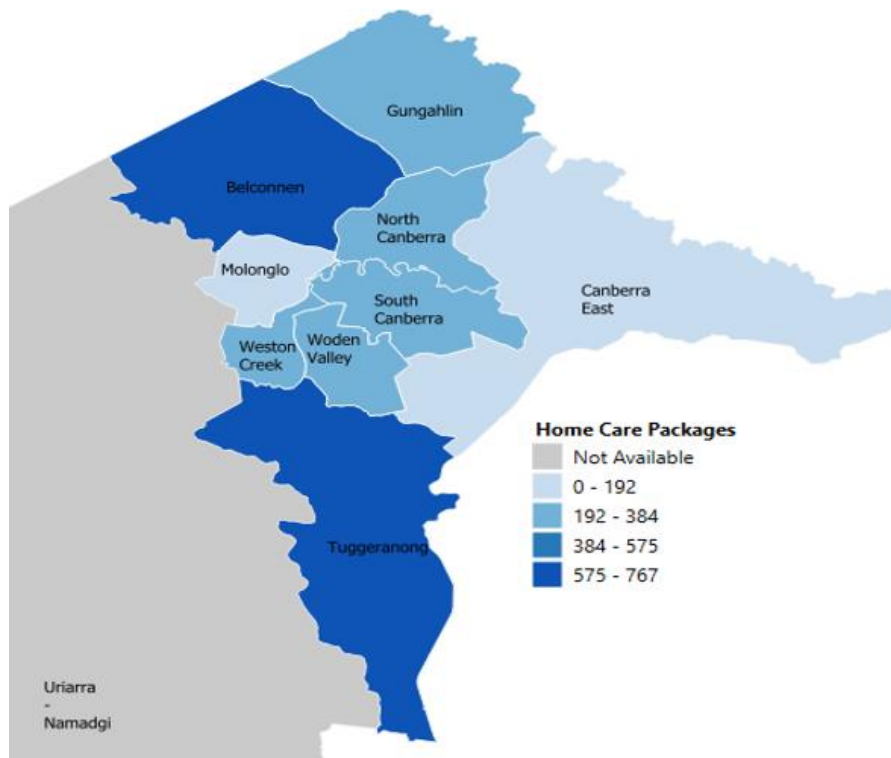 Gungahlin
Belconnen
North
Canberra
Molonglo
Canberra
East
South
Canberra
Weston
Creek
Woden
Valley
Home Care Packages
Not Available
0 - 192
192 - 384
384 - 575
575 - 767
Tuggeranong
Uriarra
-
Namadgi